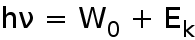 hν = W₀ + Eₖ